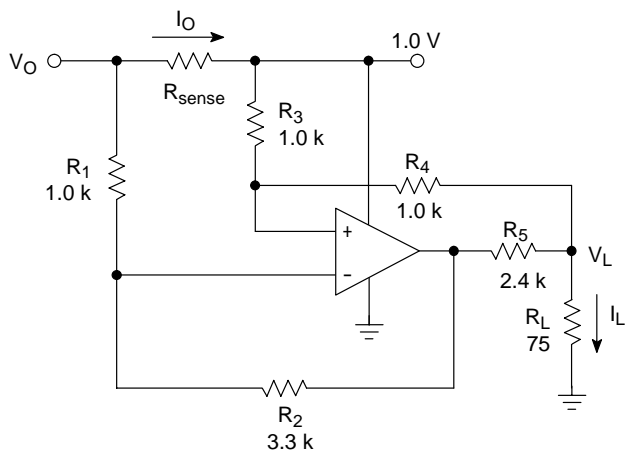 I_O
V_O
1.0 V
R_sense
R_3
1.0 k
R_1
1.0 k
R_4
1.0 k
+
-
R_5
2.4 k
V_L
R_L
75
I_L
R_2
3.3 k